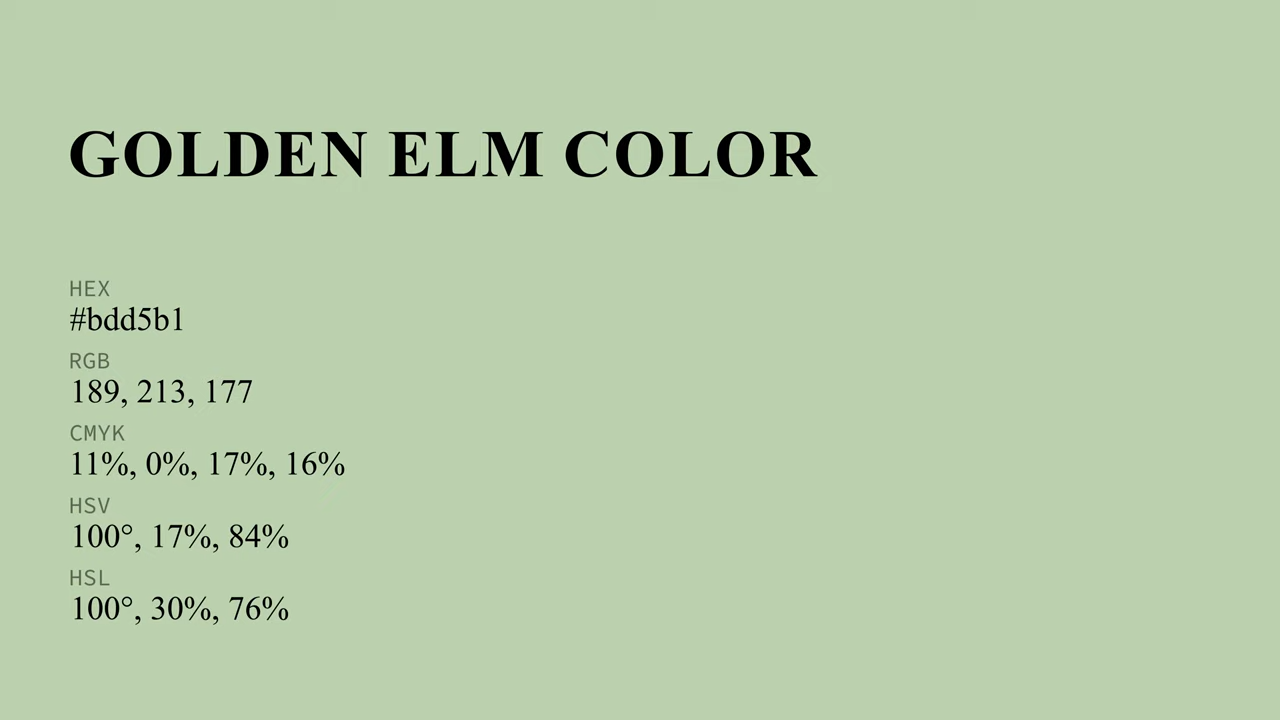 GOLDEN ELM COLOR
HEX
#bdd5b1
RGB
189, 213, 177
CMYK
11%, 0%, 17%, 16%
HSV
100°, 17%, 84%
HSL
100°, 30%, 76%